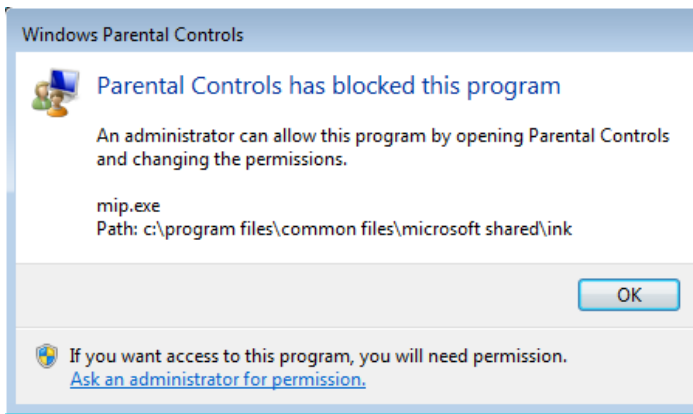 Windows Parental Controls
Parental Controls has blocked this program
An administrator can allow this program by opening Parental Controls
and changing the permissions.
mip.exe
Path: c:\program files\common files\microsoft shared\ink
OK
If you want access to this program, you will need permission.
Ask an administrator for permission.